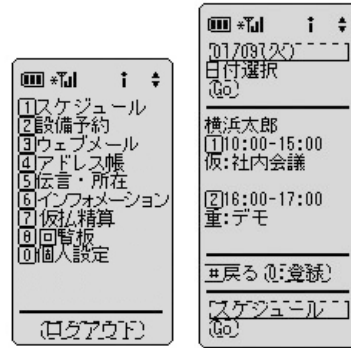 1スケジュール
2設備予約
3ウェブメール
4アドレス帳
5伝言・所在
6インフォメーション
7仮払精算
8回覧板
0個人設定
(ログアウト)
[01/09(火)]
日付選択
(Go)
横浜太郎
1 10:00-15:00
仮:社内会議
2 16:00-17:00
重:デモ
#戻る (0:登録)
[スケジュール]
(Go)